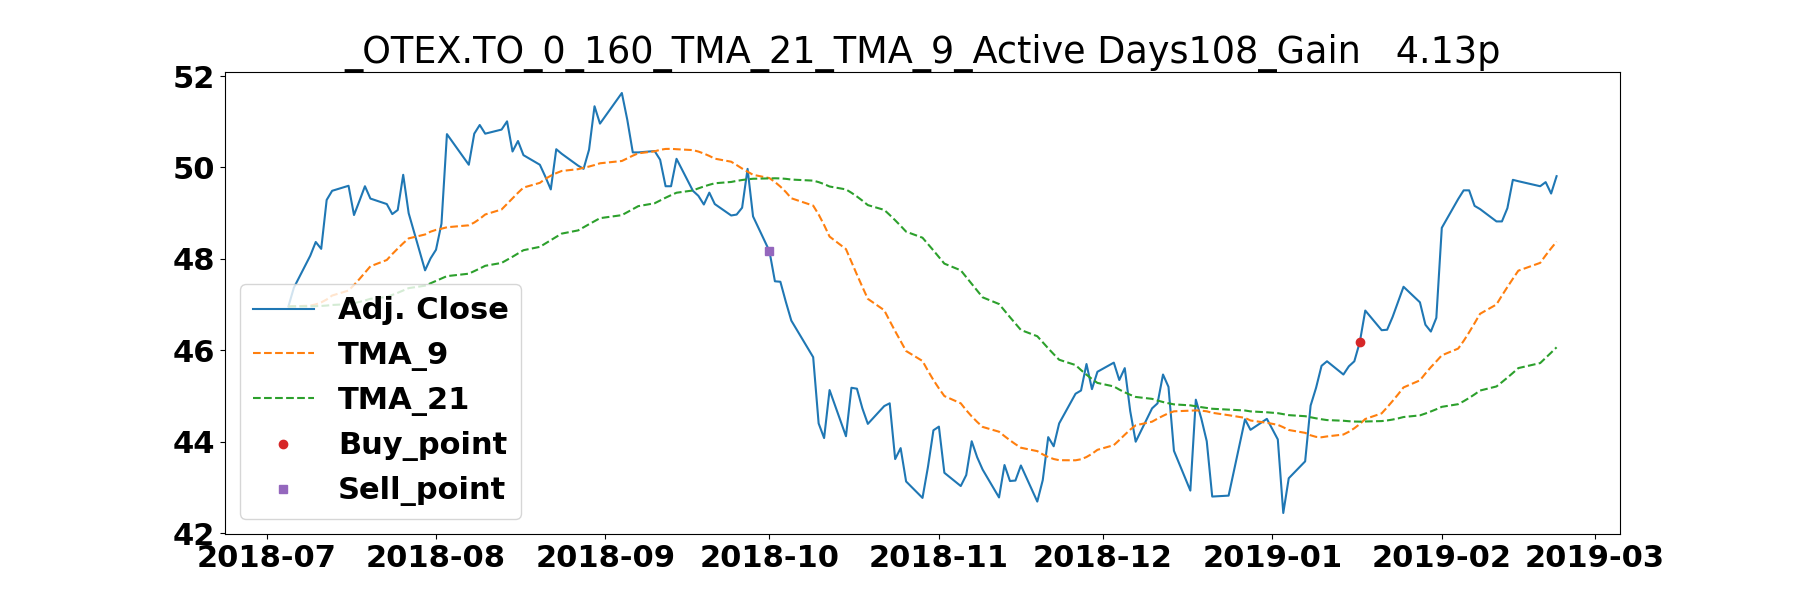 _OTEX.TO_0_160_TMA_21_TMA_9_Active Days108_Gain   4.13p
52
50
48
46
44
42
Adj. Close
TMA_9
TMA_21
Buy_point
Sell_point
2018-07 2018-08 2018-09 2018-10 2018-11 2018-12 2019-01 2019-02 2019-03